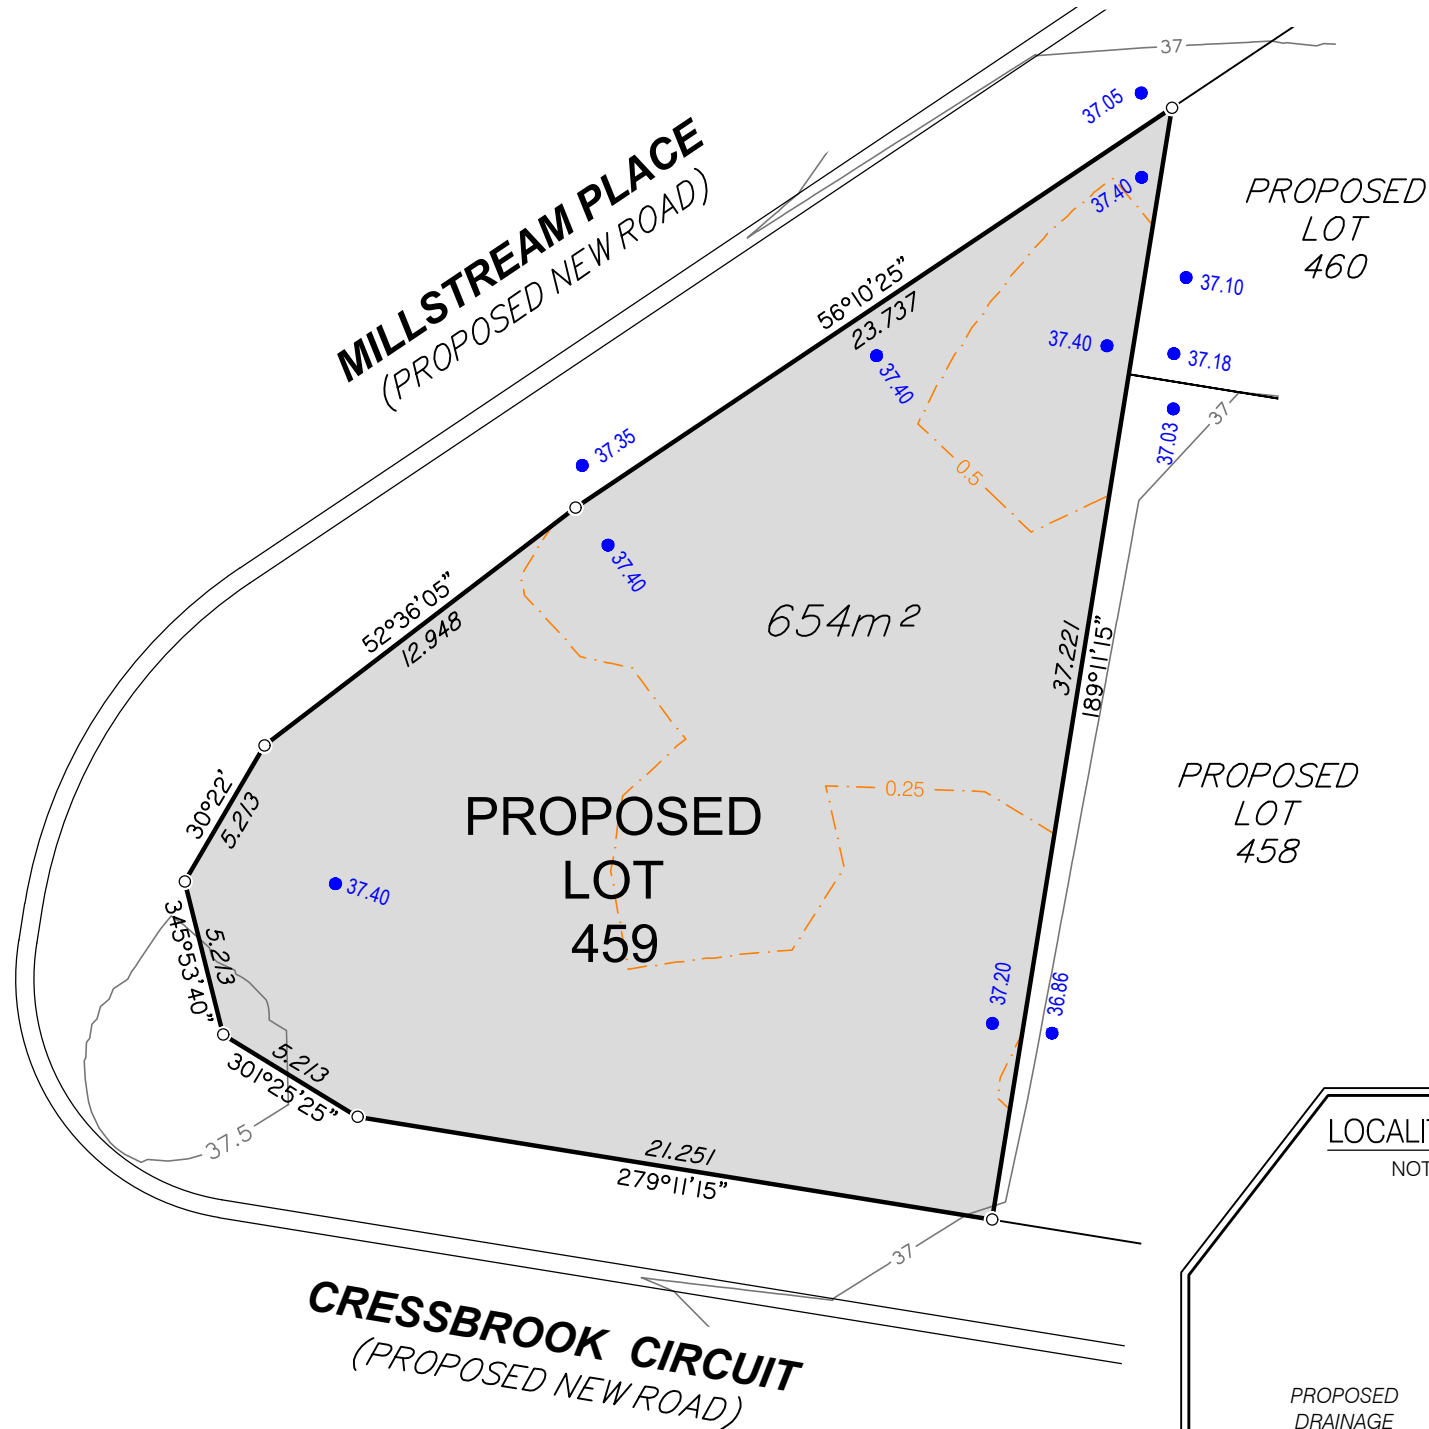 37
37.05
MILLSTREAM PLACE
(PROPOSED NEW ROAD)
37.40
PROPOSED
LOT
460
56°10'25"
23.737
37.10
37.40
37.18
37.40
37
37.03
37.35
0.5
37.40
52°36'05"
12.948
654m²
37.221
189°11'15"
30°22'
5.213
PROPOSED
LOT
459
0.25
PROPOSED
LOT
458
37.40
345°53'40"
5.213
37.20
36.86
5.213
301°25'25"
37.5
21.251
279°11'15"
LOCALI
NOT
37
CRESSBROOK CIRCUIT
(PROPOSED NEW ROAD)
PROPOSED
DRAINAGE